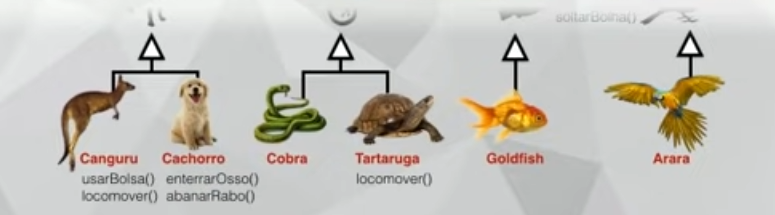 soltarBolha()
Canguru
usarBolsa()
locomover()
Cachorro
enterrarOsso()
abanarRabo()
Cobra
Tartaruga
locomover()
Goldfish
Arara